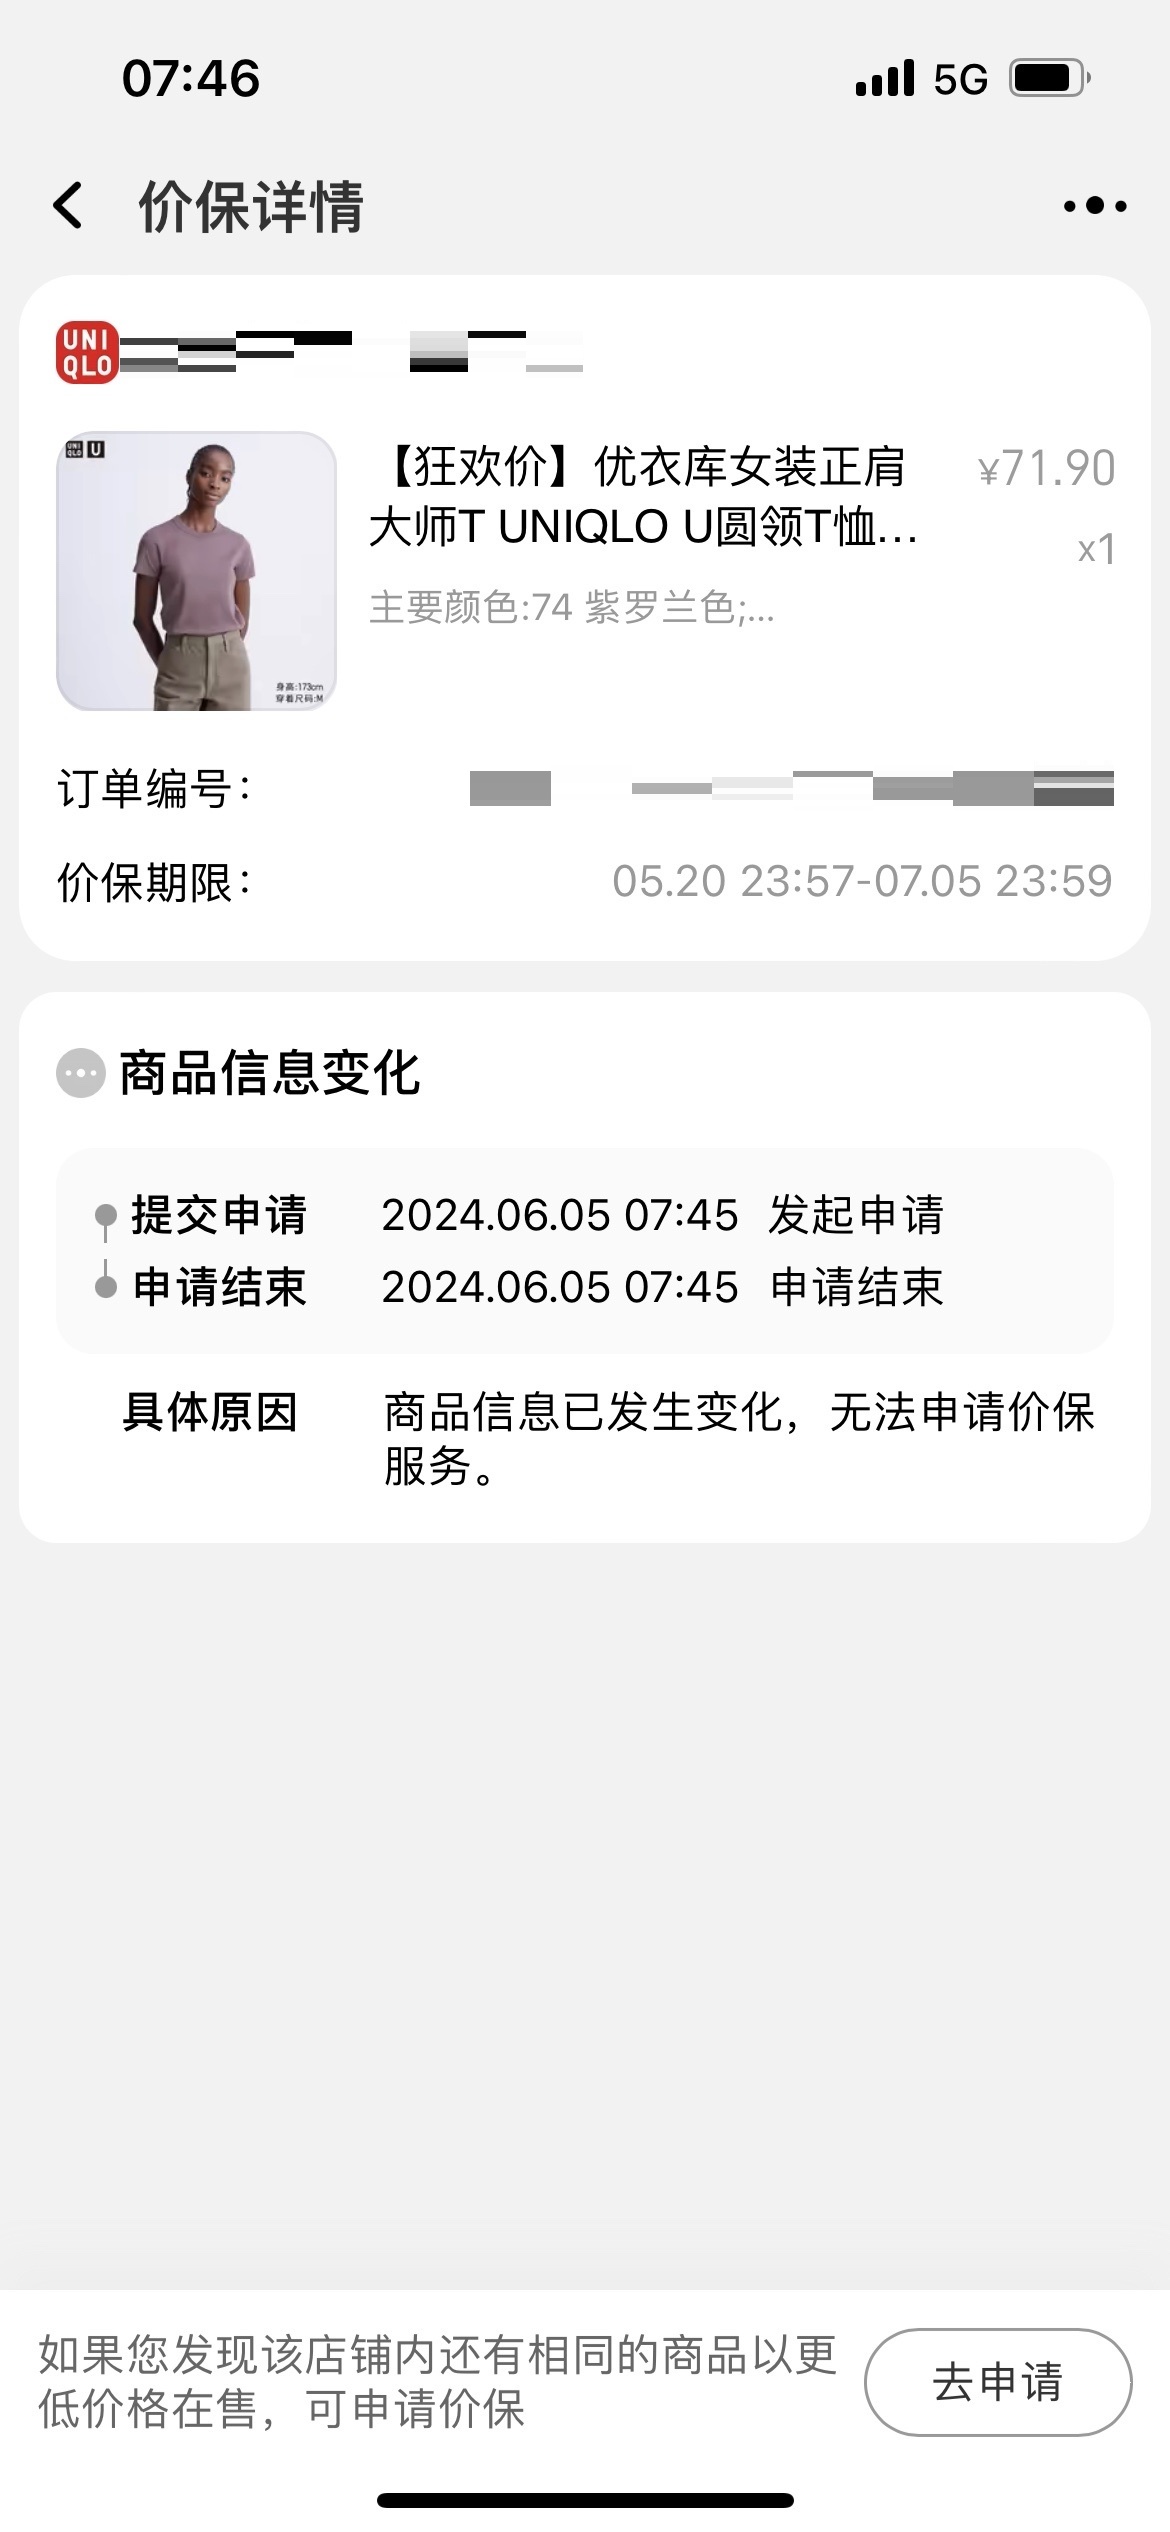 07:46
5G
价保详情
UNI
QLO
UNI
QLO
U
【狂欢价】优衣库女装正肩
大师T UNIQLO U圆领T恤...
¥71.90
x1
主要颜色:74 紫罗兰色;...
身高:173cm
穿着尺码:M
订单编号：
价保期限：
05.20 23:57-07.05 23:59
商品信息变化
提交申请 2024.06.05 07:45 发起申请
申请结束 2024.06.05 07:45 申请结束
具体原因 商品信息已发生变化，无法申请价保
服务。
如果您发现该店铺内还有相同的商品以更
低价格在售，可申请价保
去申请